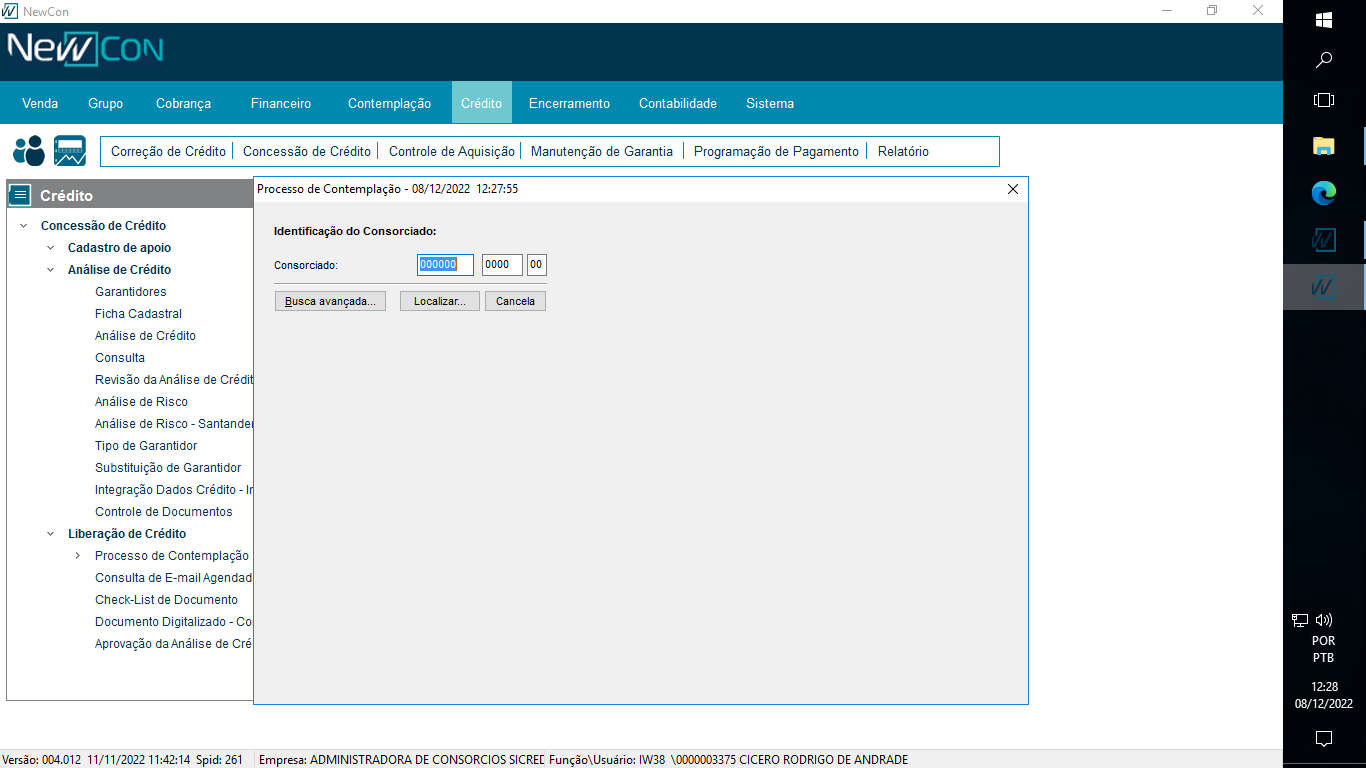 NewCon
NewCon
Venda Grupo Cobrança Financeiro Contemplação Crédito Encerramento Contabilidade Sistema
Correção de Crédito Concessão de Crédito Controle de Aquisição Manutenção de Garantia Programação de Pagamento Relatório
Crédito
Concessão de Crédito
Cadastro de apoio
Análise de Crédito
Garantidores
Ficha Cadastral
Análise de Crédito
Consulta
Revisão da Análise de Crédit
Análise de Risco
Análise de Risco - Santander
Tipo de Garantidor
Substituição de Garantidor
Integração Dados Crédito - In
Controle de Documentos
Liberação de Crédito
Processo de Contemplação
Consulta de E-mail Agendad
Check-List de Documento
Documento Digitalizado - Co
Aprovação da Análise de Cré
Processo de Contemplação - 08/12/2022 12:27:55
Identificação do Consorciado:
Consorciado: 000000 0000 00
Busca avançada... Localizar... Cancela
POR
PTB
12:28
08/12/2022
Versão: 004.012 11/11/2022 11:42:14 Spid: 261 Empresa: ADMINISTRADORA DE CONSORCIOS SICRED Função\Usuário: IW38 \0000003375 CICERO RODRIGO DE ANDRADE